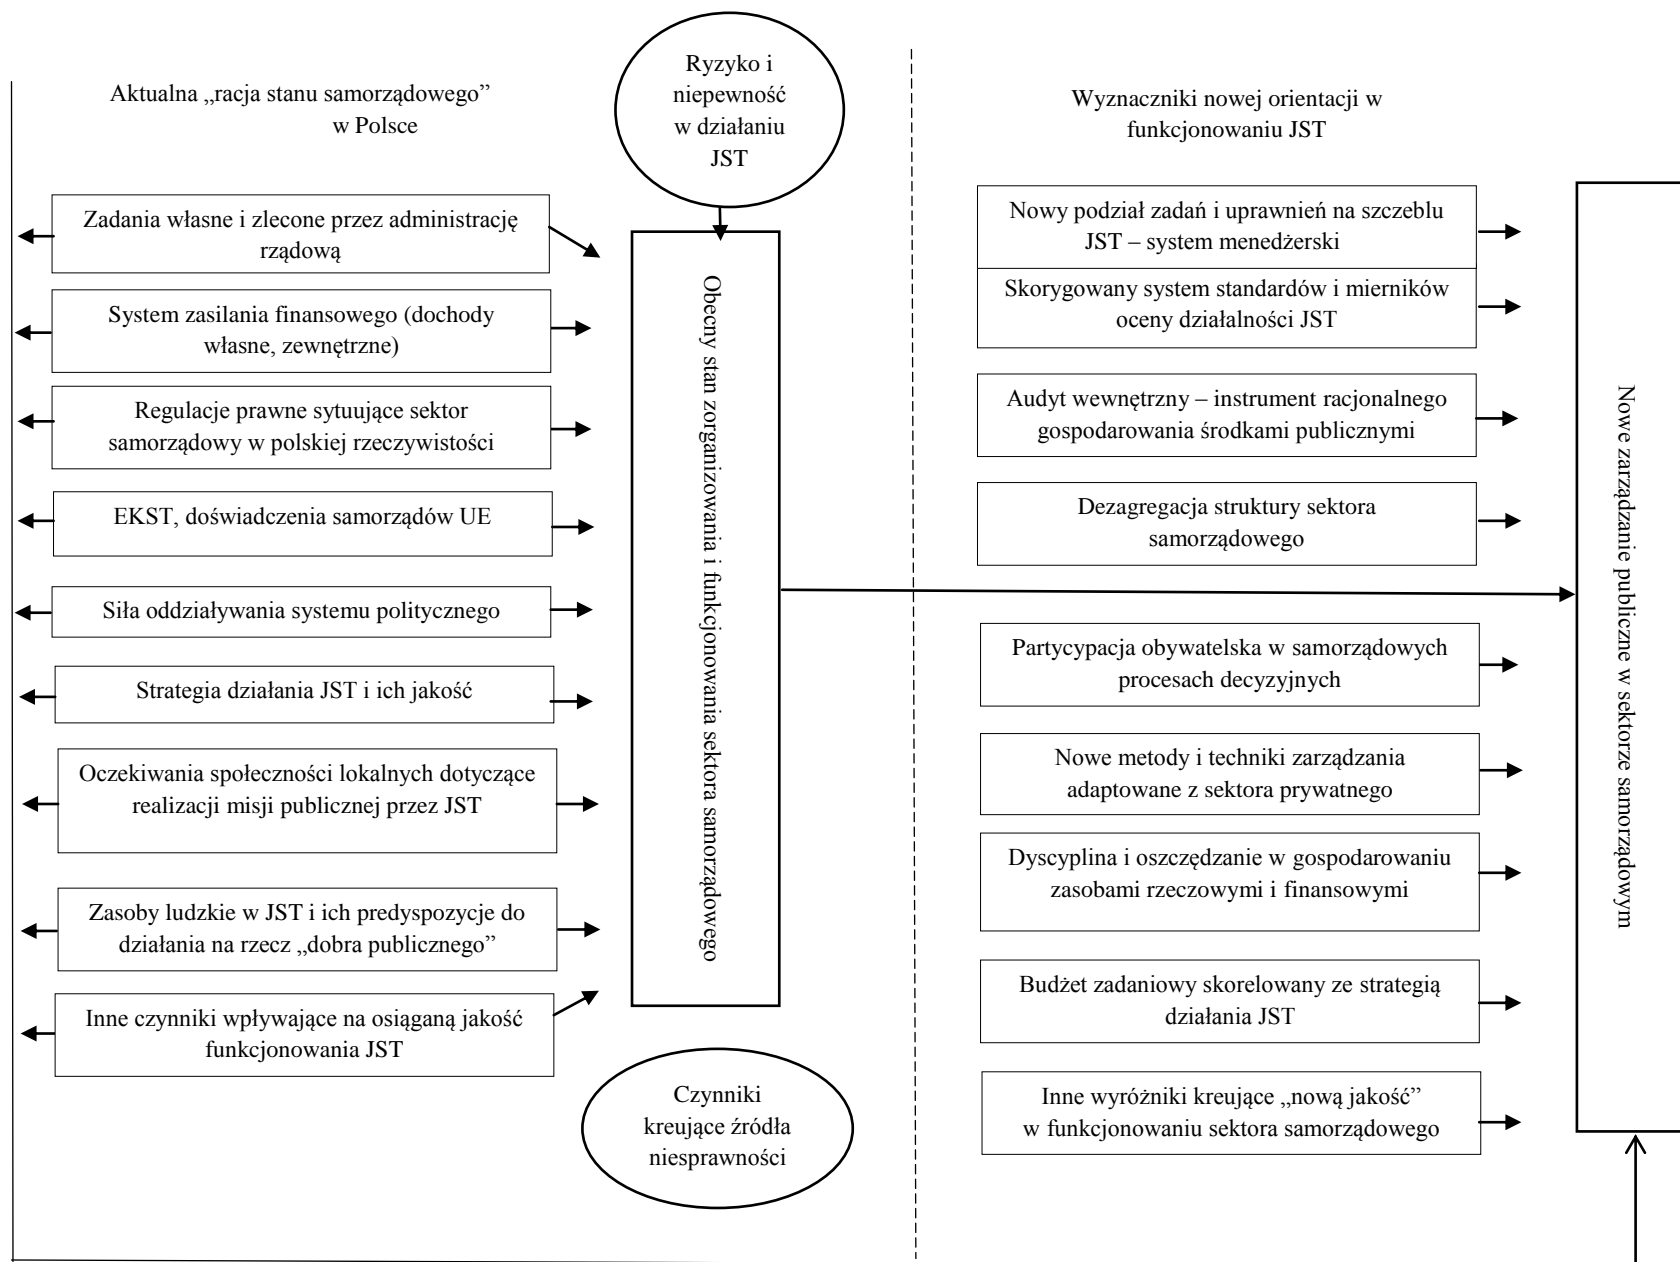 Aktualna „racja stanu samorządowego”
w Polsce
Ryzyko i
niepewność
w działaniu
JST
Wyznaczniki nowej orientacji w
funkcjonowaniu JST
Zadania własne i zlecone przez administrację
rządową
System zasilania finansowego (dochody
własne, zewnętrzne)
Regulacje prawne sytuujące sektor
samorządowy w polskiej rzeczywistości
EKST, doświadczenia samorządów UE
Siła oddziaływania systemu politycznego
Strategia działania JST i ich jakość
Oczekiwania społeczności lokalnych dotyczące
realizacji misji publicznej przez JST
Zasoby ludzkie w JST i ich predyspozycje do
działania na rzecz „dobra publicznego”
Inne czynniki wpływające na osiąganą jakość
funkcjonowania JST
Obecny stan zorganizowania i funkcjonowania sektora samorządowego
Czynniki
kreujące źródła
niesprawności
Nowy podział zadań i uprawnień na szczeblu
JST – system menedżerski
Skorygowany system standardów i mierników
oceny działalności JST
Audyt wewnętrzny – instrument racjonalnego
gospodarowania środkami publicznymi
Dezagregacja struktury sektora
samorządowego
Partycypacja obywatelska w samorządowych
procesach decyzyjnych
Nowe metody i techniki zarządzania
adaptowane z sektora prywatnego
Dyscyplina i oszczędzanie w gospodarowaniu
zasobami rzeczowymi i finansowymi
Budżet zadaniowy skorelowany ze strategią
działania JST
Inne wyróżniki kreujące „nową jakość”
w funkcjonowaniu sektora samorządowego
Nowe zarządzanie publiczne w sektorze samorządowym